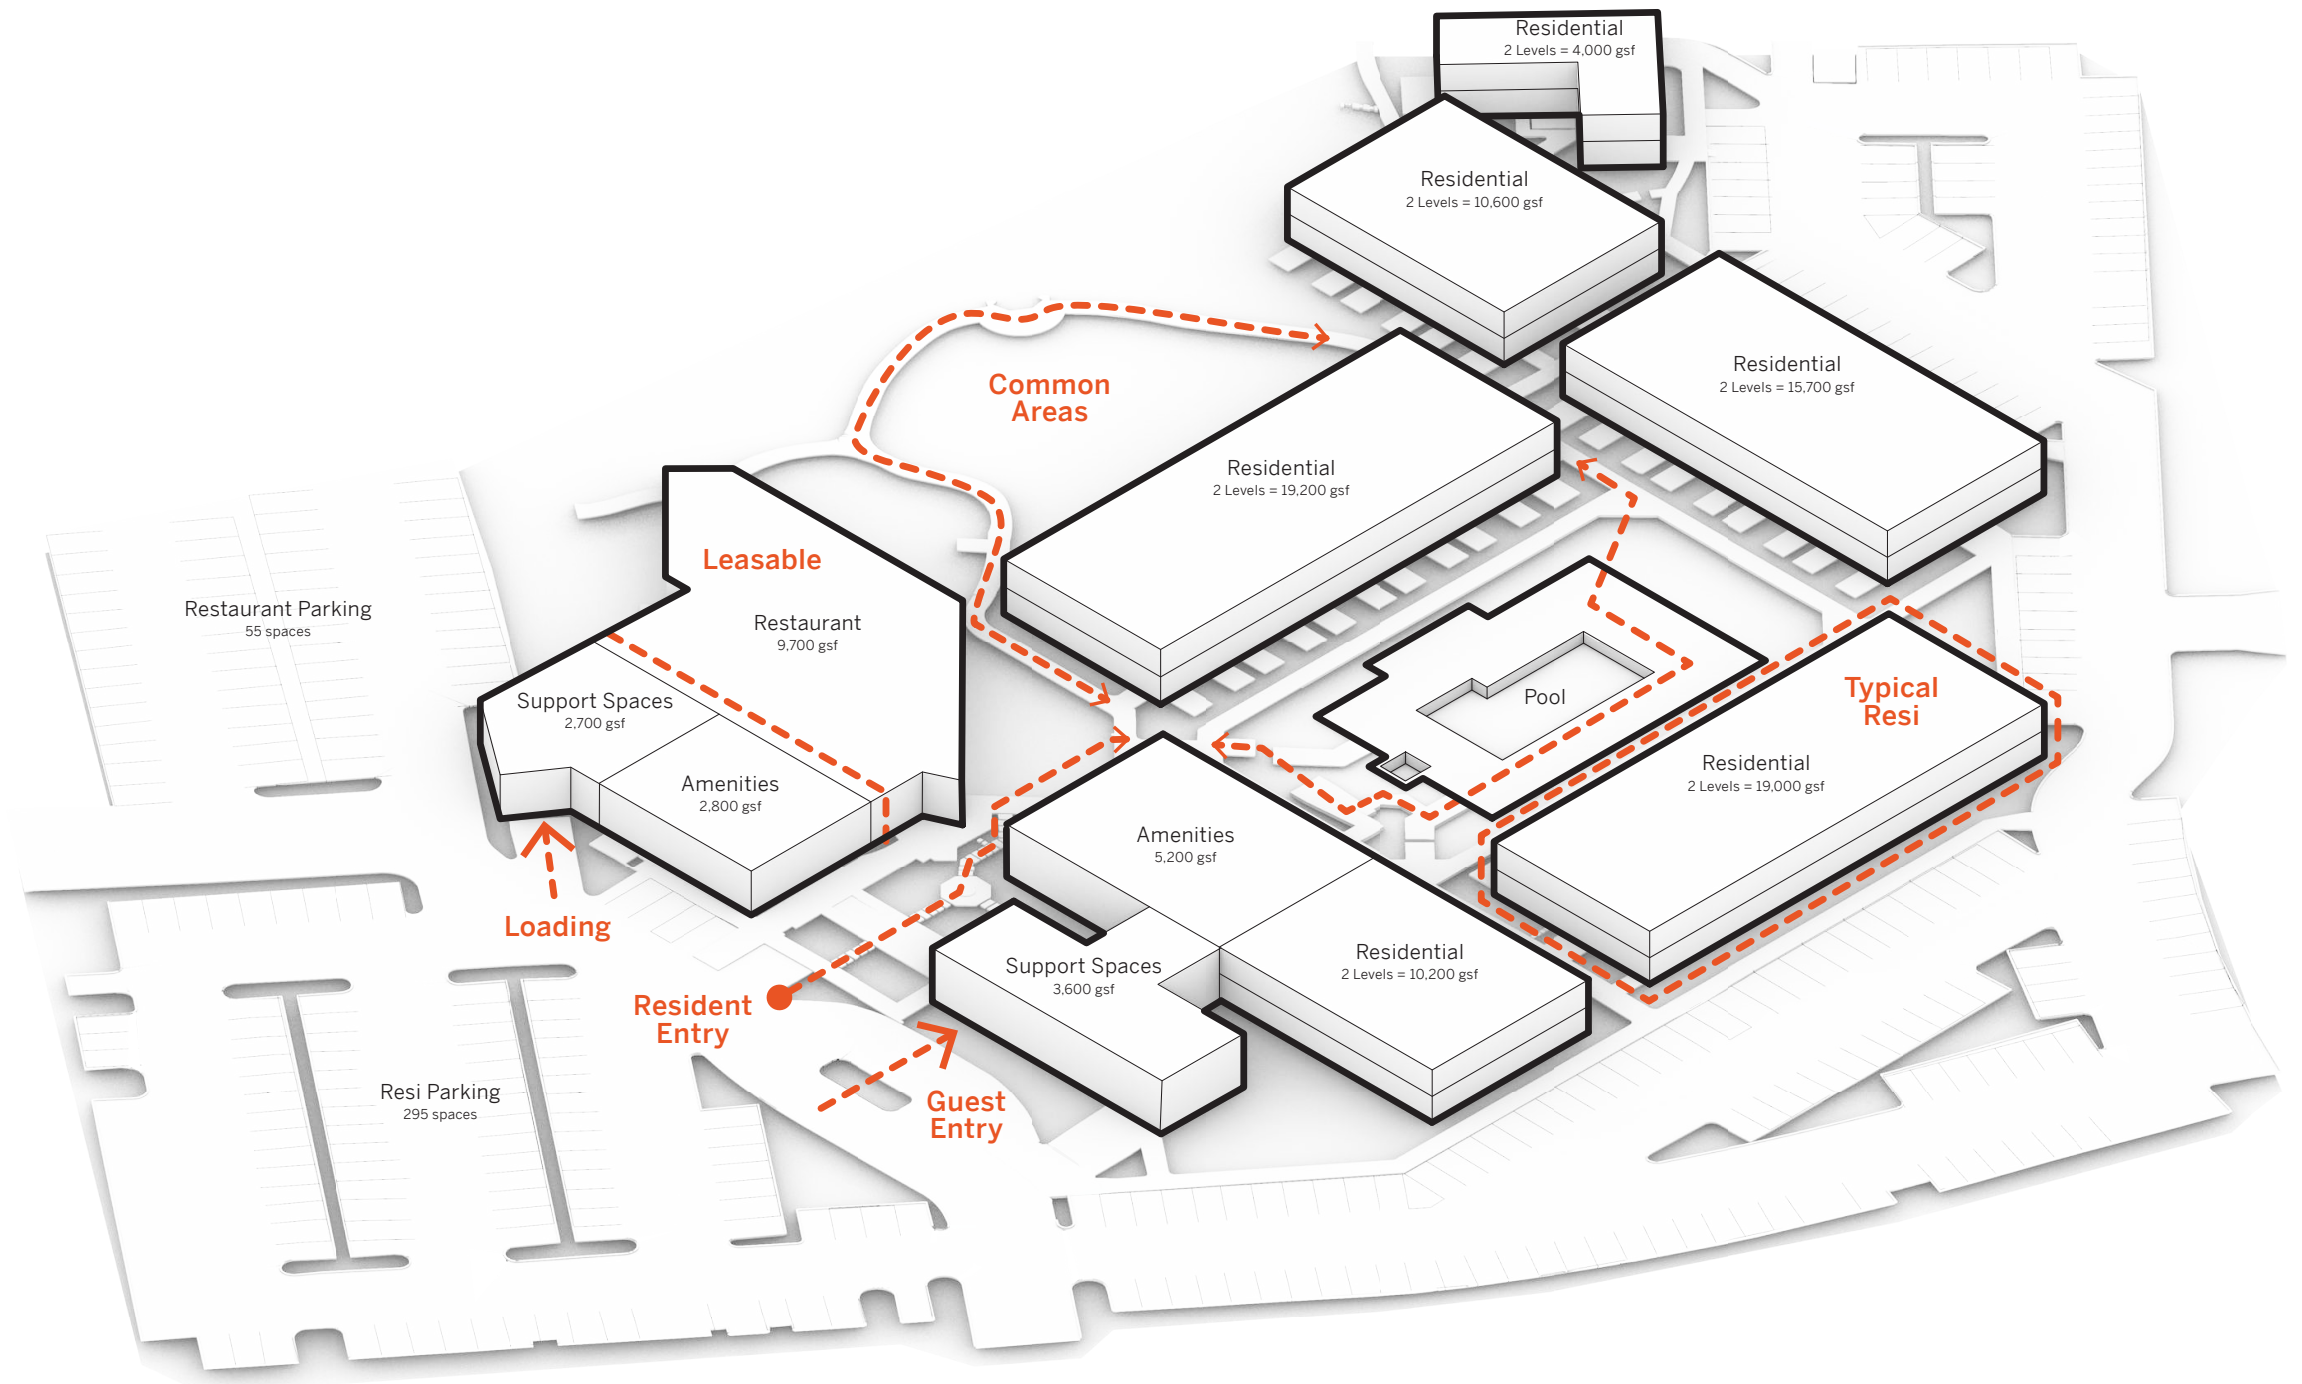 Residential
2 Levels = 4,000 gsf
Residential
2 Levels = 10,600 gsf
Residential
2 Levels = 15,700 gsf
Common
Areas
Residential
2 Levels = 19,200 gsf
Leasable
Restaurant
9,700 gsf
Restaurant Parking
55 spaces
Support Spaces
2,700 gsf
Amenities
2,800 gsf
Pool
Typical
Resi
Residential
2 Levels = 19,000 gsf
Amenities
5,200 gsf
Loading
Residential
2 Levels = 10,200 gsf
Support Spaces
3,600 gsf
Resident
Entry
Guest
Entry
Resi Parking
295 spaces